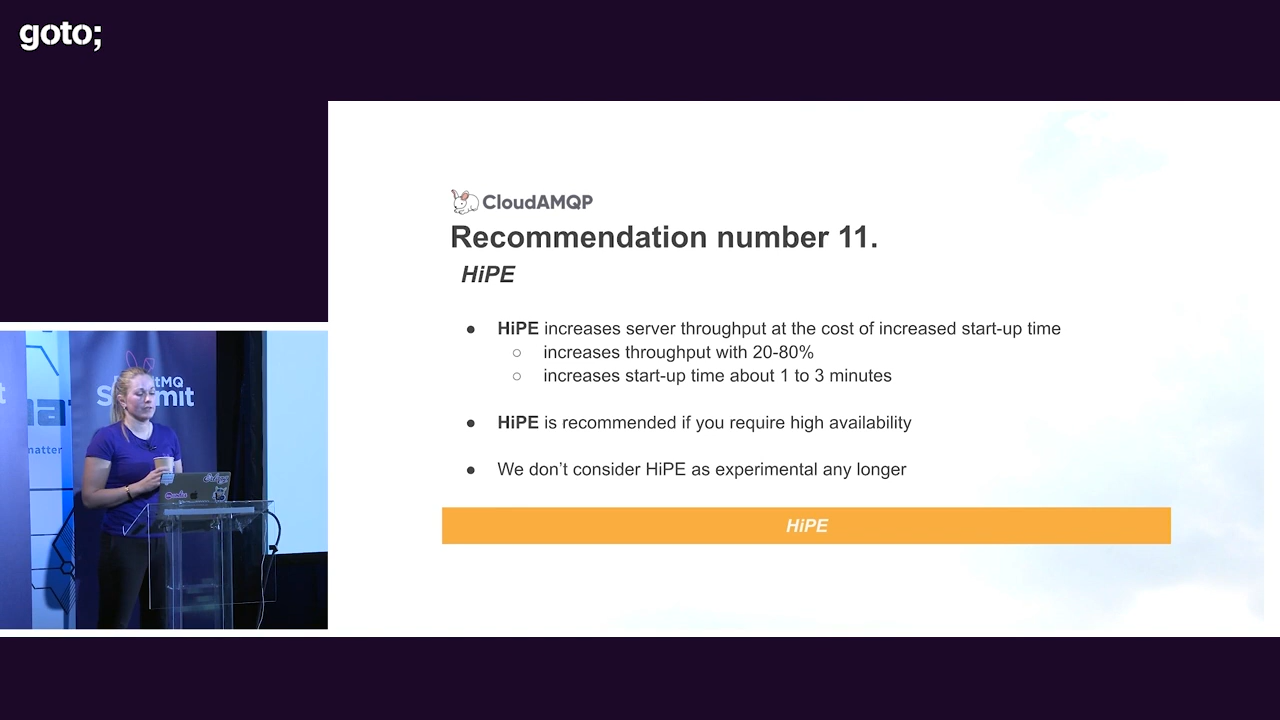 goto;
CloudAMQP
Recommendation number 11.
HiPE
● HiPE increases server throughput at the cost of increased start-up time
○ increases throughput with 20-80%
○ increases start-up time about 1 to 3 minutes
● HiPE is recommended if you require high availability
● We don’t consider HiPE as experimental any longer
HiPE
matter